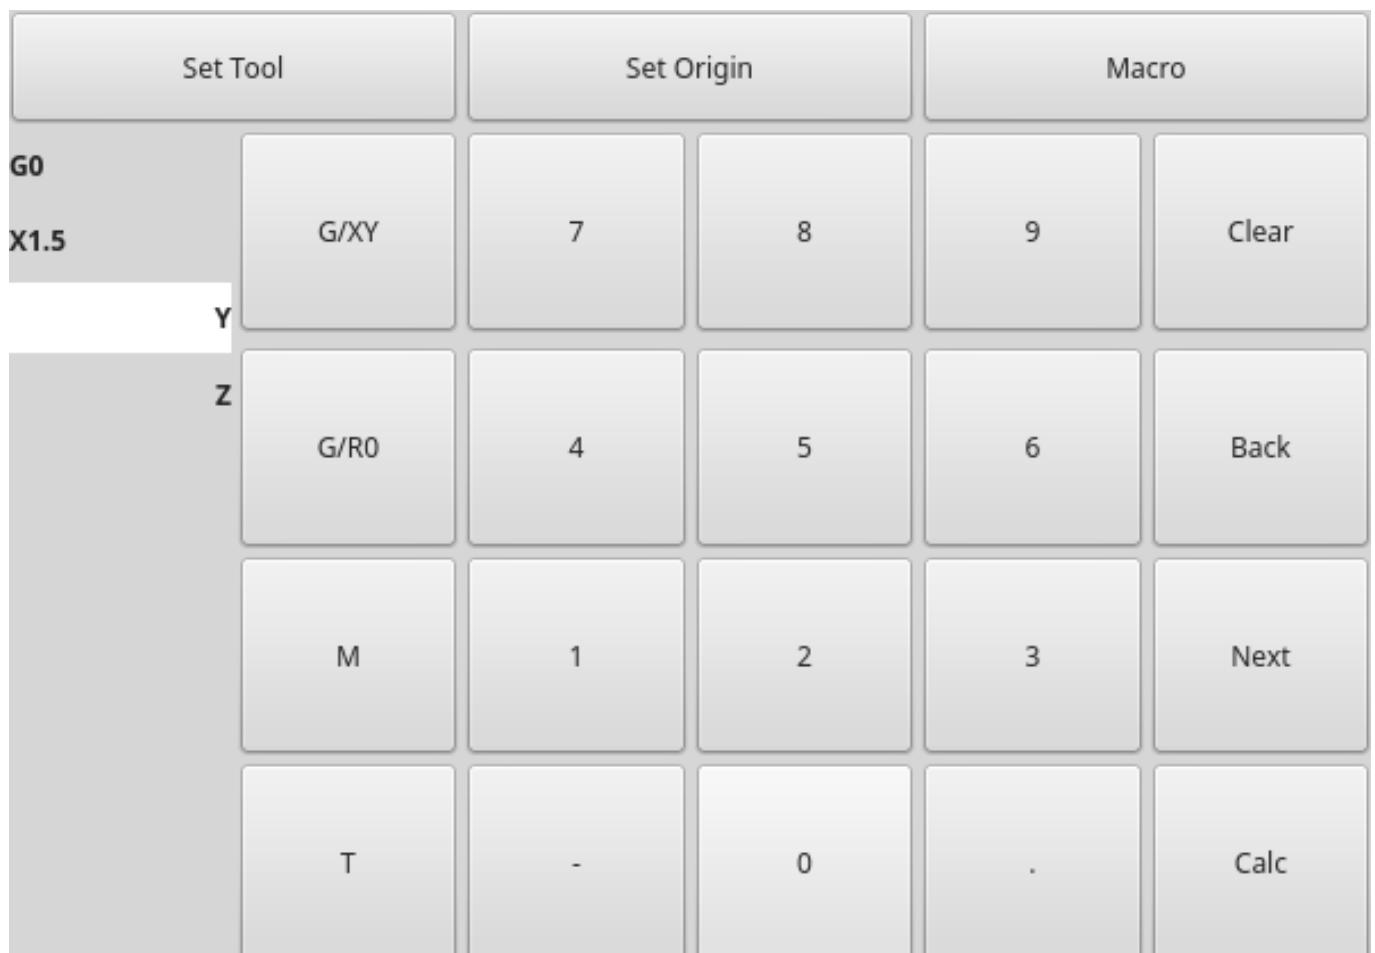 Set Tool Set Origin Macro
G0
X1.5
Y
Z
G/XY 7 8 9 Clear
G/R0 4 5 6 Back
M 1 2 3 Next
T - 0 . Calc